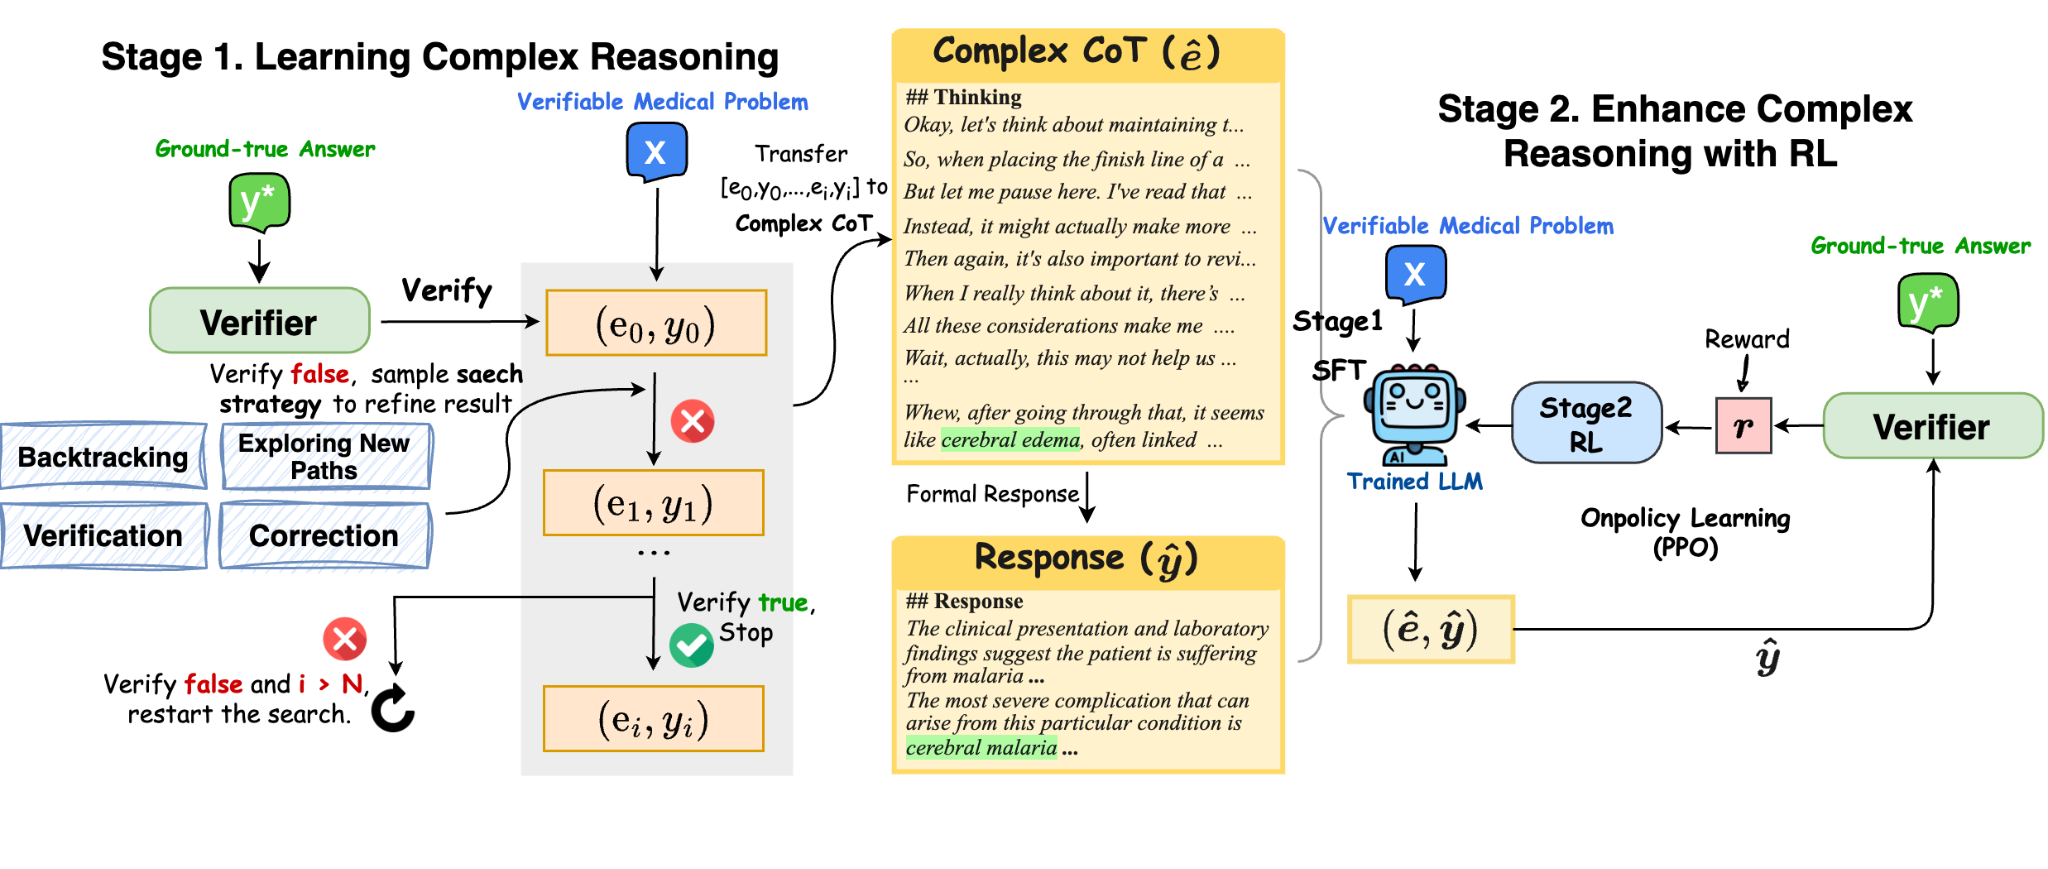 Stage 1. Learning Complex Reasoning
Verifiable Medical Problem
x
Ground-true Answer
y*
Verifier
Verify
(e0, y0)
Verify false, sample saech
strategy to refine result
Backtracking
Exploring New
Paths
Verification
Correction
(e1, y1)
...
Verify true,
Stop
Verify false and i > N,
restart the search.
(ei, yi)
Transfer
[e0,y0,...,ei,yi] to
Complex CoT
Complex CoT (ê)
## Thinking
Okay, let's think about maintaining t...
So, when placing the finish line of a ...
But let me pause here. I've read that ...
Instead, it might actually make more ...
Then again, it's also important to revi...
When I really think about it, there’s ...
All these considerations make me ....
Wait, actually, this may not help us ...
...
Whew, after going through that, it seems
like cerebral edema, often linked ...
Formal Response
Response (ŷ)
## Response
The clinical presentation and laboratory
findings suggest the patient is suffering
from malaria ...
The most severe complication that can
arise from this particular condition is
cerebral malaria ...
Stage 2. Enhance Complex
Reasoning with RL
Verifiable Medical Problem
x
Stage1
SFT
AI
Trained LLM
(ê, ŷ)
ŷ
Stage2
RL
Reward
r
Ground-true Answer
y*
Verifier
Onpolicy Learning
(PPO)